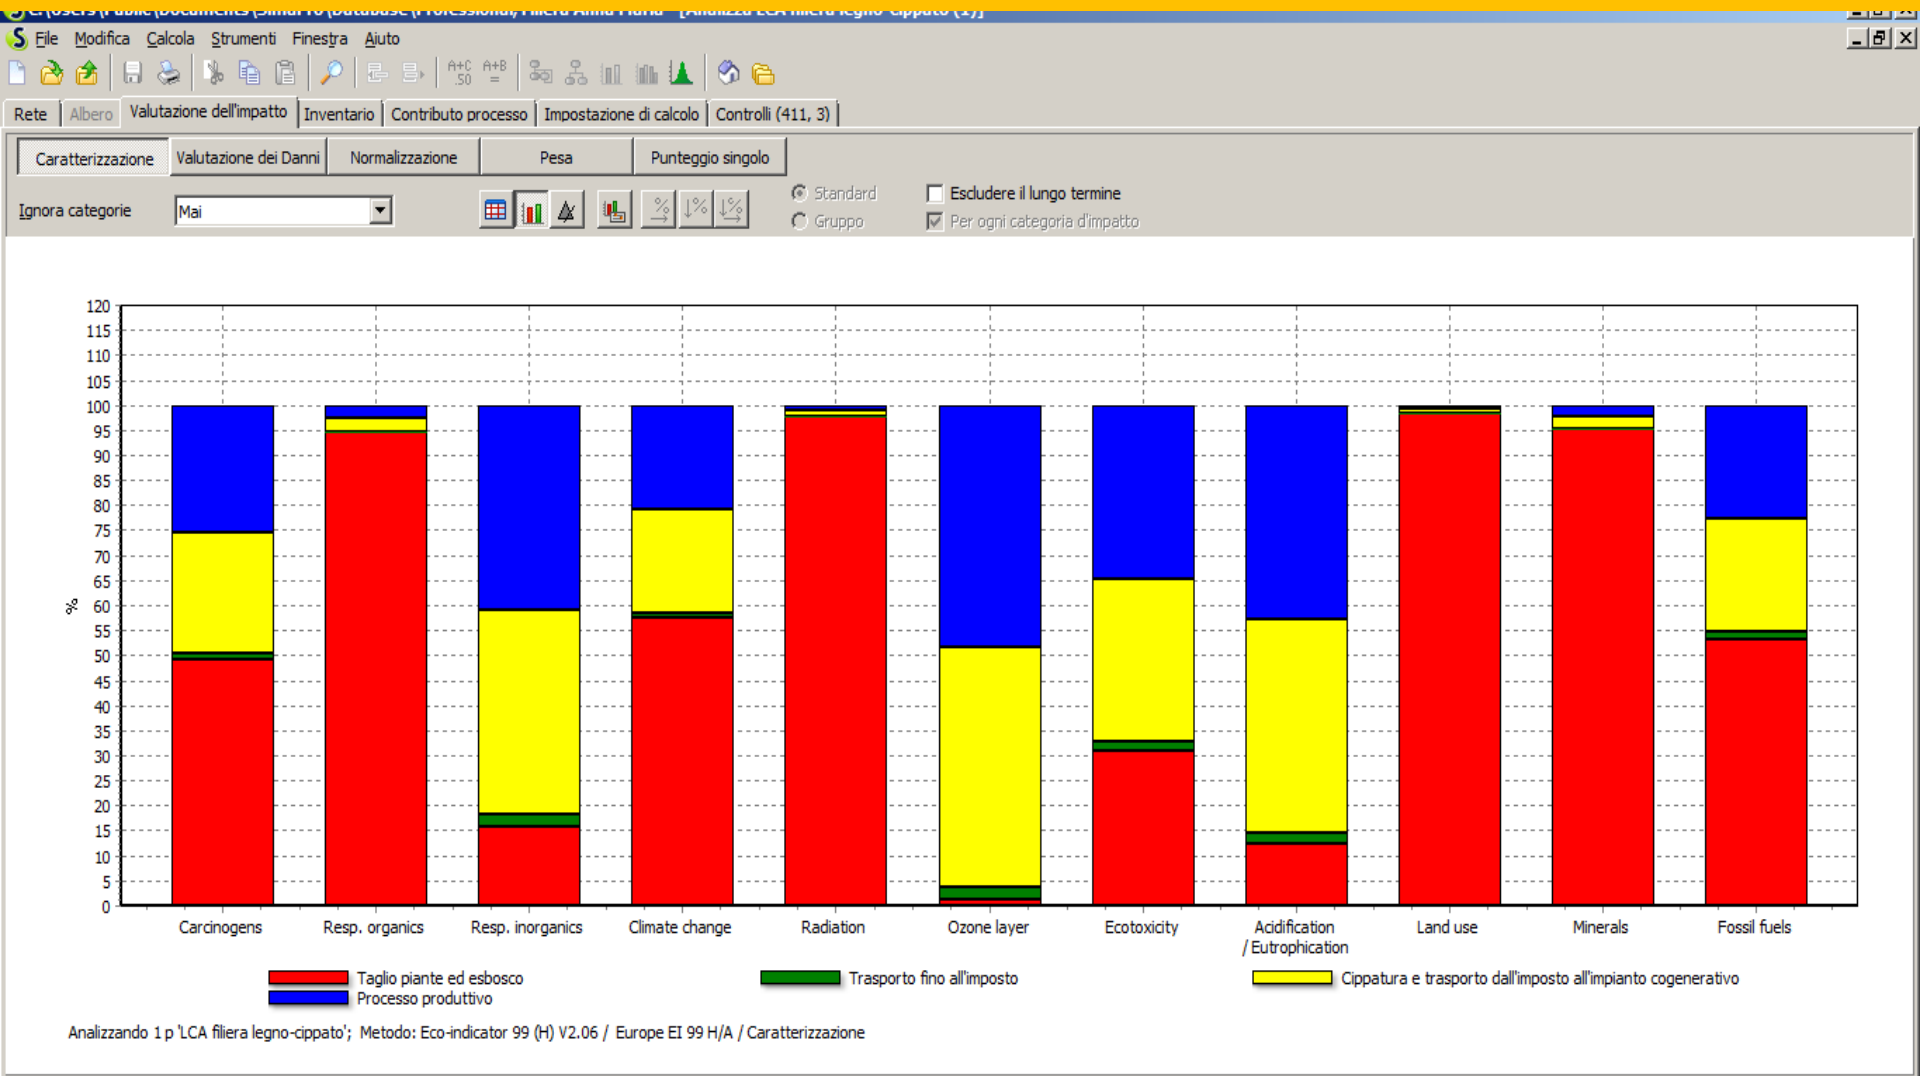 File Modifica Calcola Strumenti Finestra Aiuto
A+C .50 A+B =
Rete Albero Valutazione dell'impatto Inventario Contributo processo Impostazione di calcolo Controlli (411, 3)
Caratterizzazione Valutazione dei Danni Normalizzazione Pesa Punteggio singolo
Ignora categorie Mai
Standard
Gruppo
Escludere il lungo termine
Per ogni categoria d'impatto
120
115
110
105
100
95
90
85
80
75
70
65
60
55
50
45
40
35
30
25
20
15
10
5
0
%
Carcinogens Resp. organics Resp. inorganics Climate change Radiation Ozone layer Ecotoxicity Acidification / Eutrophication Land use Minerals Fossil fuels
Taglio piante ed esbosco Trasporto fino all'imposto Cippatura e trasporto dall'imposto all'impianto cogenerativo
Processo produttivo
Analizzando 1 p 'LCA filiera legno-cippato'; Metodo: Eco-indicator 99 (H) V2.06 / Europe EI 99 H/A / Caratterizzazione